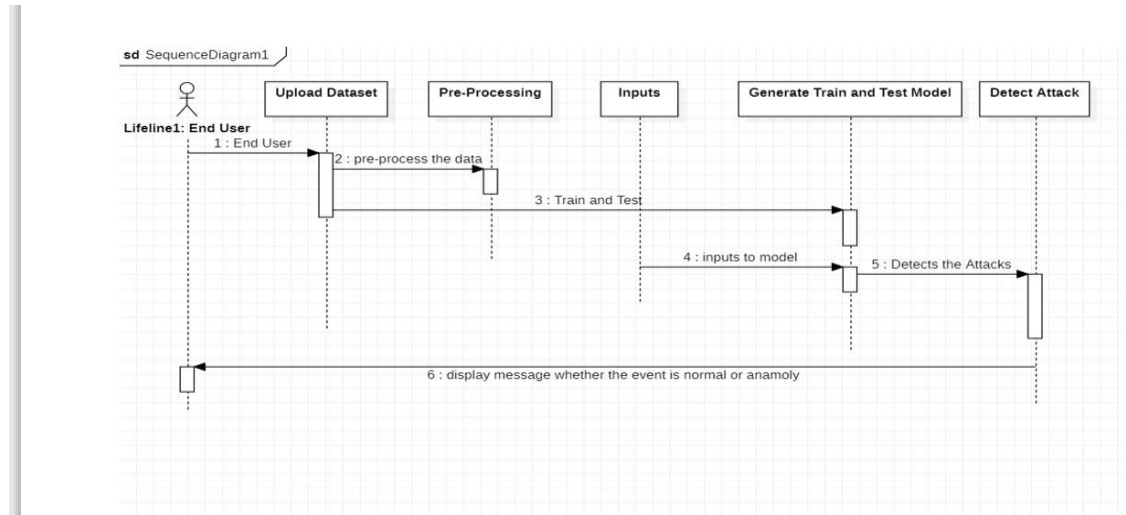 sd SequenceDiagram1
Upload Dataset
Pre-Processing
Inputs
Generate Train and Test Model
Detect Attack
Lifeline1: End User
1 : End User
2 : pre-process the data
3 : Train and Test
4 : inputs to model
5 : Detects the Attacks
6 : display message whether the event is normal or anamoly